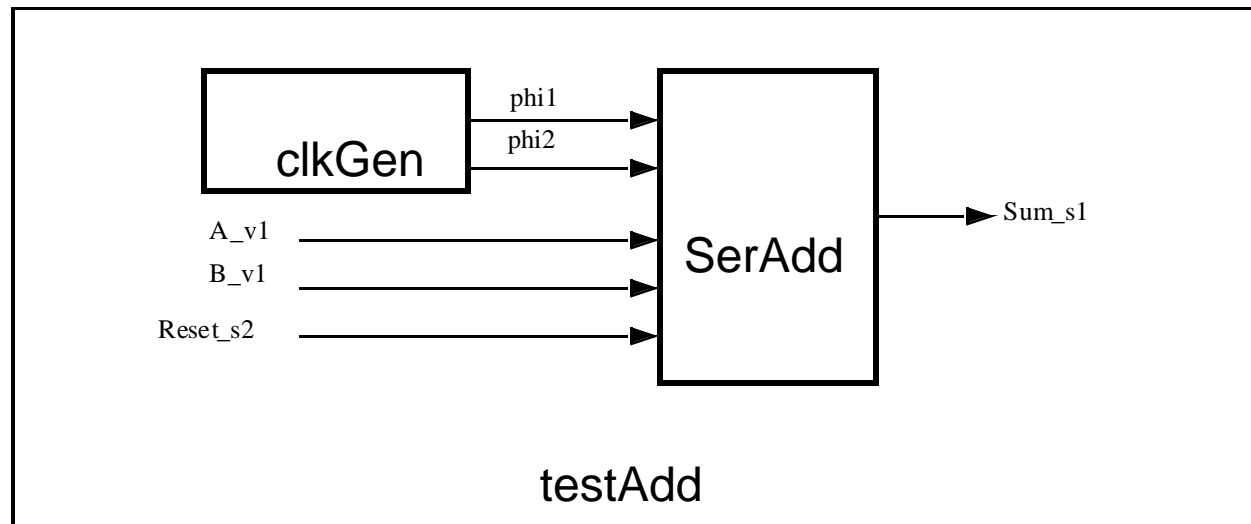 phi1
phi2
clkGen
A_v1
B_v1
Reset_s2
SerAdd
Sum_s1
testAdd